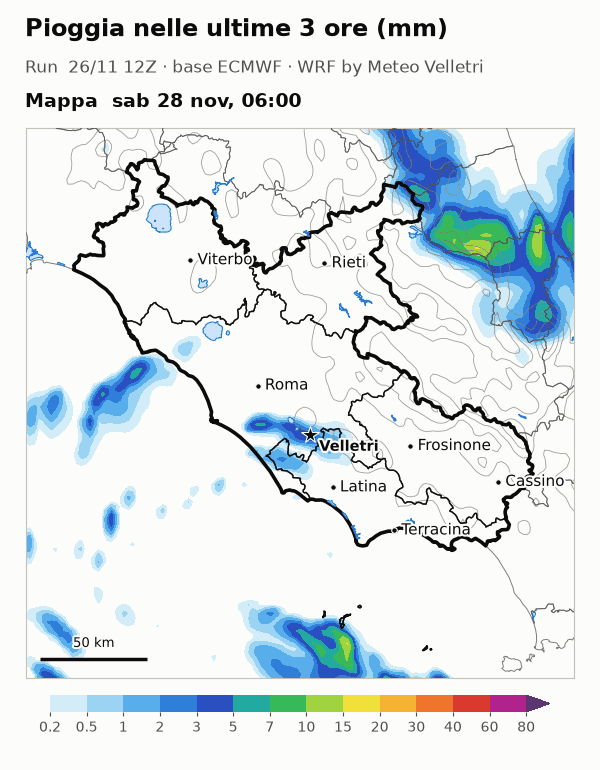 Pioggia nelle ultime 3 ore (mm)
Run  26/11 12Z · base ECMWF · WRF by Meteo Velletri
Mappa  sab 28 nov, 06:00
Viterbo
Rieti
Roma
Velletri
Frosinone
Cassino
Latina
Terracina
50 km
0.2 0.5 1 2 3 5 7 10 15 20 30 40 60 80